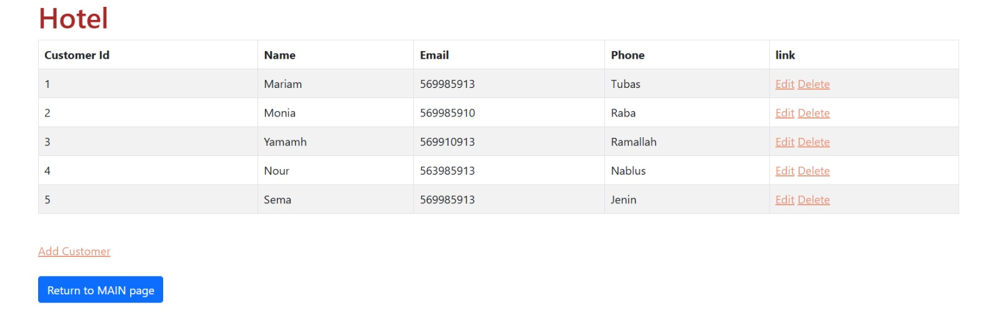 Hotel
Customer Id Name Email Phone link
1 Mariam 569985913 Tubas Edit Delete
2 Monia 569985910 Raba Edit Delete
3 Yamamh 569910913 Ramallah Edit Delete
4 Nour 563985913 Nablus Edit Delete
5 Sema 569985913 Jenin Edit Delete
Add Customer
Return to MAIN page